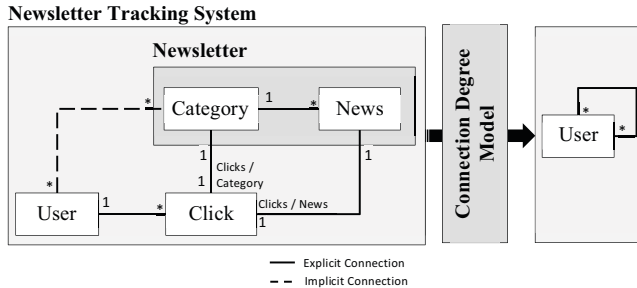 Newsletter Tracking System
Newsletter
Category
1
*
News
*
1
1
Clicks /
Category
1
1
*
User
1
*
Click
Clicks / News
1
Connection Degree
Model
*
User
*
Explicit Connection
Implicit Connection